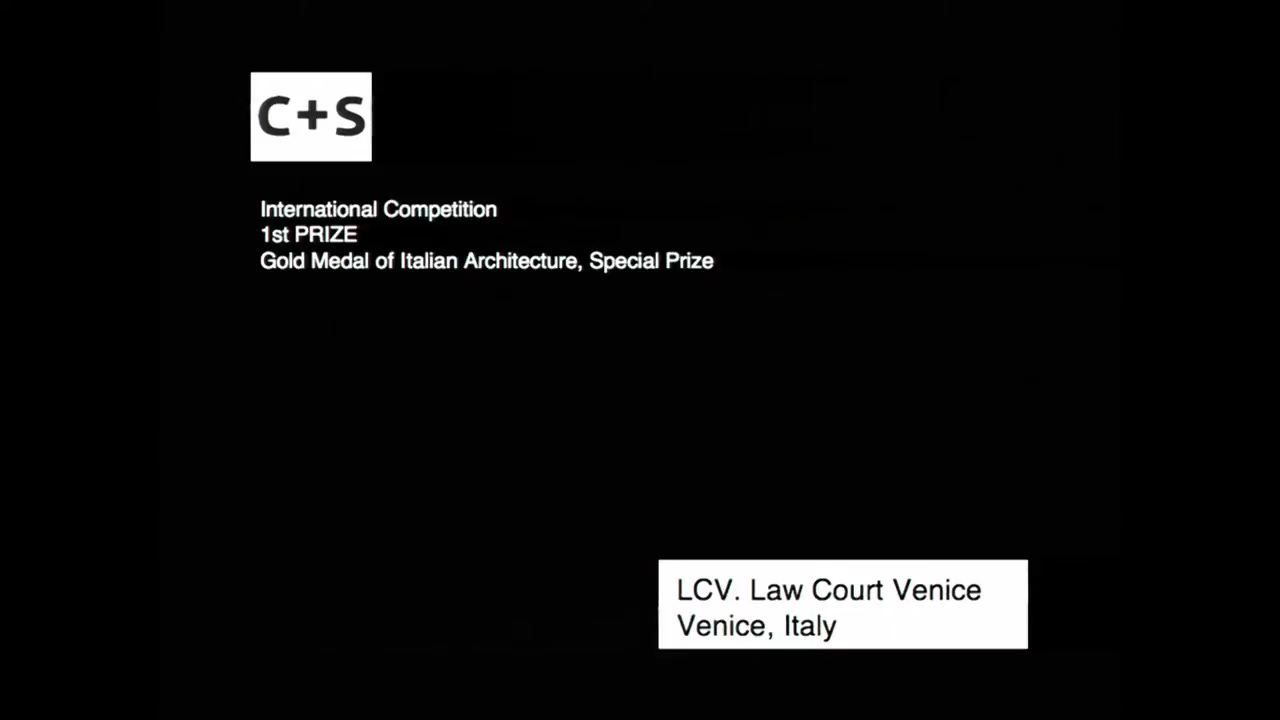 C+S
International Competition
1st PRIZE
Gold Medal of Italian Architecture, Special Prize
LCV. Law Court Venice
Venice, Italy